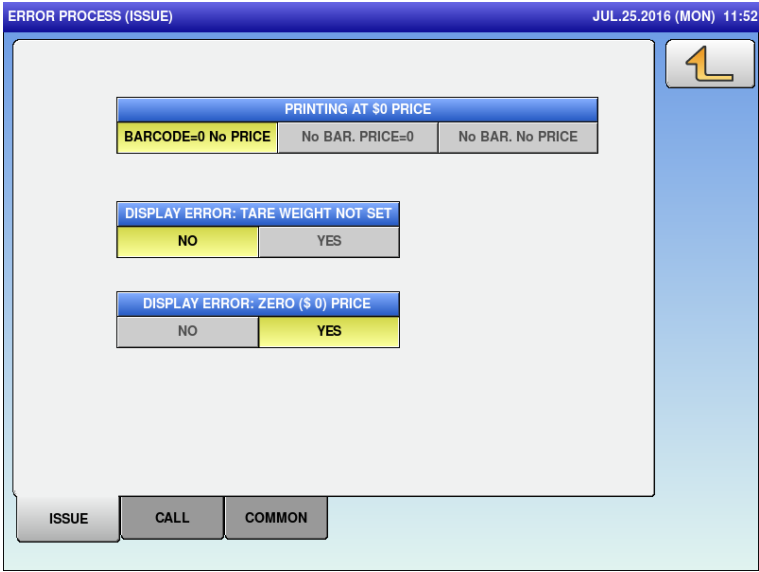 ERROR PROCESS (ISSUE) JUL.25.2016 (MON) 11:52
PRINTING AT $0 PRICE
BARCODE=0 No PRICE No BAR. PRICE=0 No BAR. No PRICE
DISPLAY ERROR: TARE WEIGHT NOT SET
NO YES
DISPLAY ERROR: ZERO ($ 0) PRICE
NO YES
ISSUE CALL COMMON